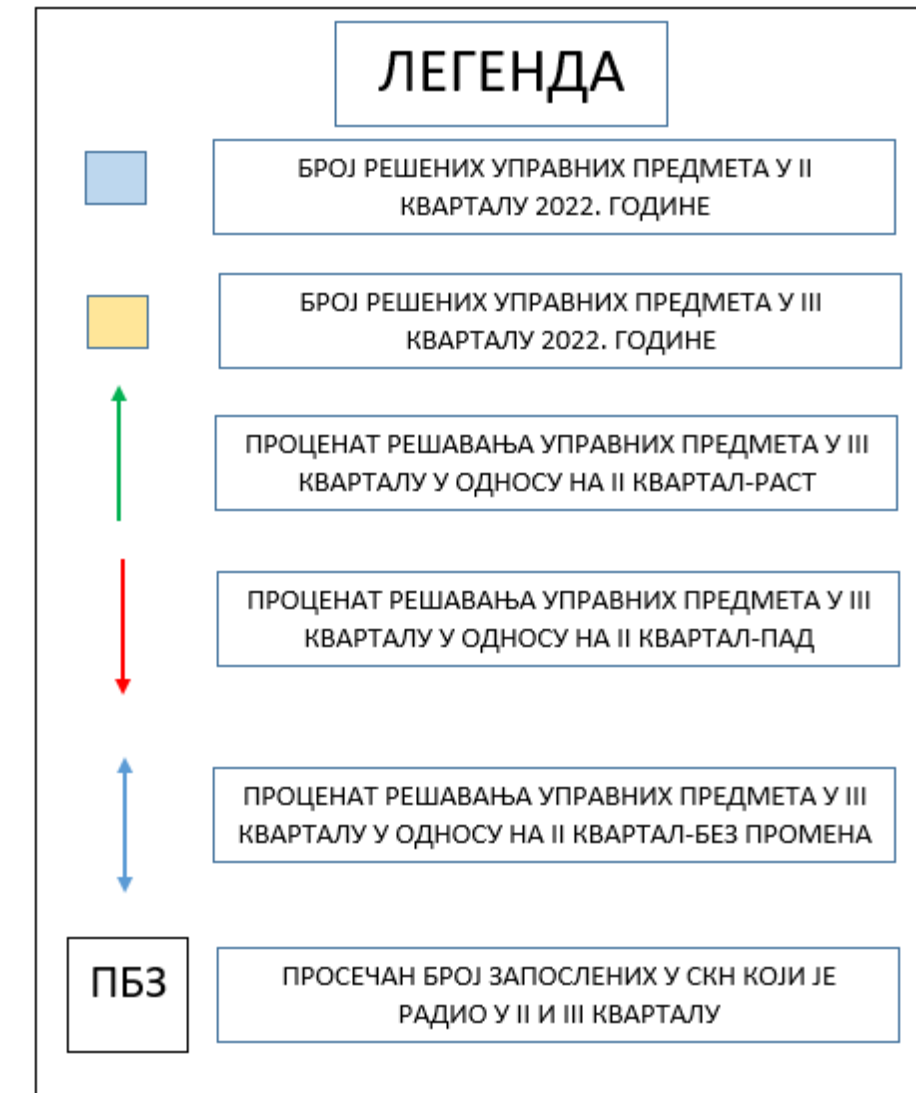 ЛЕГЕНДА
БРОЈ РЕШЕНИХ УПРАВНИХ ПРЕДМЕТА У II
КВАРТАЛУ 2022. ГОДИНЕ
БРОЈ РЕШЕНИХ УПРАВНИХ ПРЕДМЕТА У III
КВАРТАЛУ 2022. ГОДИНЕ
ПРОЦЕНАТ РЕШАВАЊА УПРАВНИХ ПРЕДМЕТА У III
КВАРТАЛУ У ОДНОСУ НА II КВАРТАЛ-РАСТ
ПРОЦЕНАТ РЕШАВАЊА УПРАВНИХ ПРЕДМЕТА У III
КВАРТАЛУ У ОДНОСУ НА II КВАРТАЛ-ПАД
ПРОЦЕНАТ РЕШАВАЊА УПРАВНИХ ПРЕДМЕТА У III
КВАРТАЛУ У ОДНОСУ НА II КВАРТАЛ-БЕЗ ПРОМЕНА
ПБЗ
ПРОСЕЧАН БРОЈ ЗАПОСЛЕНИХ У СКН КОЈИ ЈЕ
РАДИО У II И III КВАРТАЛУ